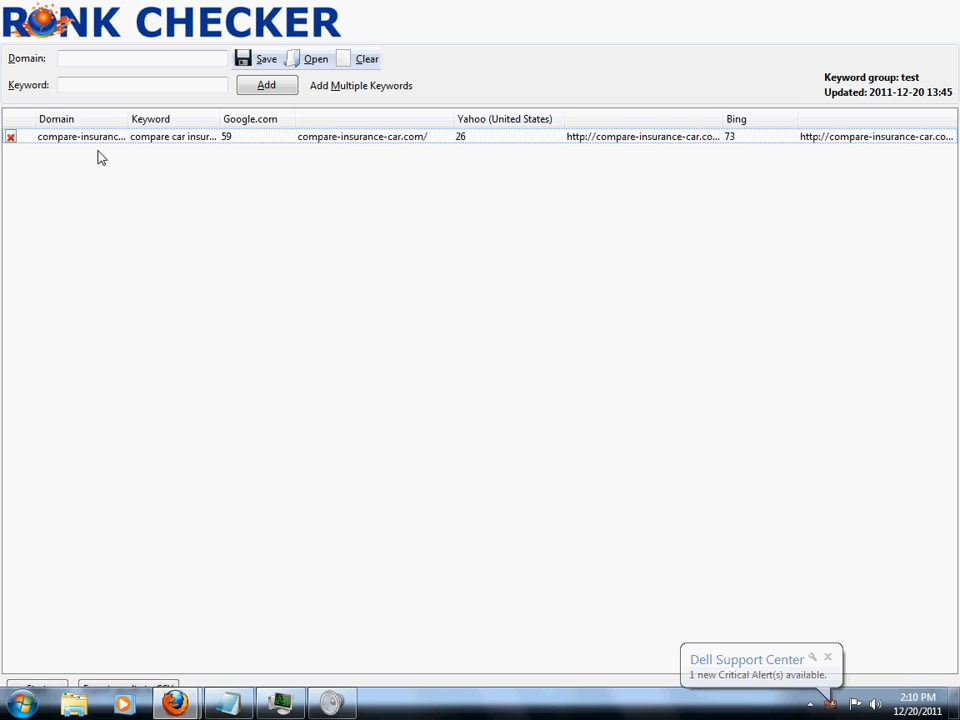 RANK CHECKER
Domain: Save Open Clear
Keyword: Add Add Multiple Keywords
Keyword group: test
Updated: 2011-12-20 13:45
Domain Keyword Google.com Yahoo (United States) Bing
compare-insuranc... compare car insur... 59 compare-insurance-car.com/ 26 http://compare-insurance-car.co... 73 http://compare-insurance-car.co...
Dell Support Center
1 new Critical Alert(s) available.
2:10 PM
12/20/2011